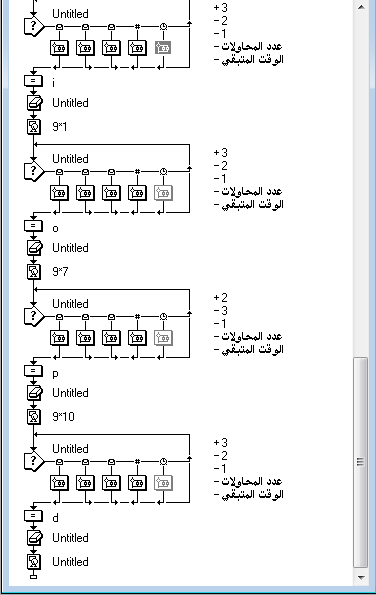 Untitled
+3
-2
-1
- عدد المحاولات
- الوقت المتبقي
i
Untitled
9*1
Untitled
+3
-2
-1
- عدد المحاولات
- الوقت المتبقي
o
Untitled
9*7
Untitled
+2
-3
-1
- عدد المحاولات
- الوقت المتبقي
p
Untitled
9*10
Untitled
+3
-2
-1
- عدد المحاولات
- الوقت المتبقي
d
Untitled
Untitled